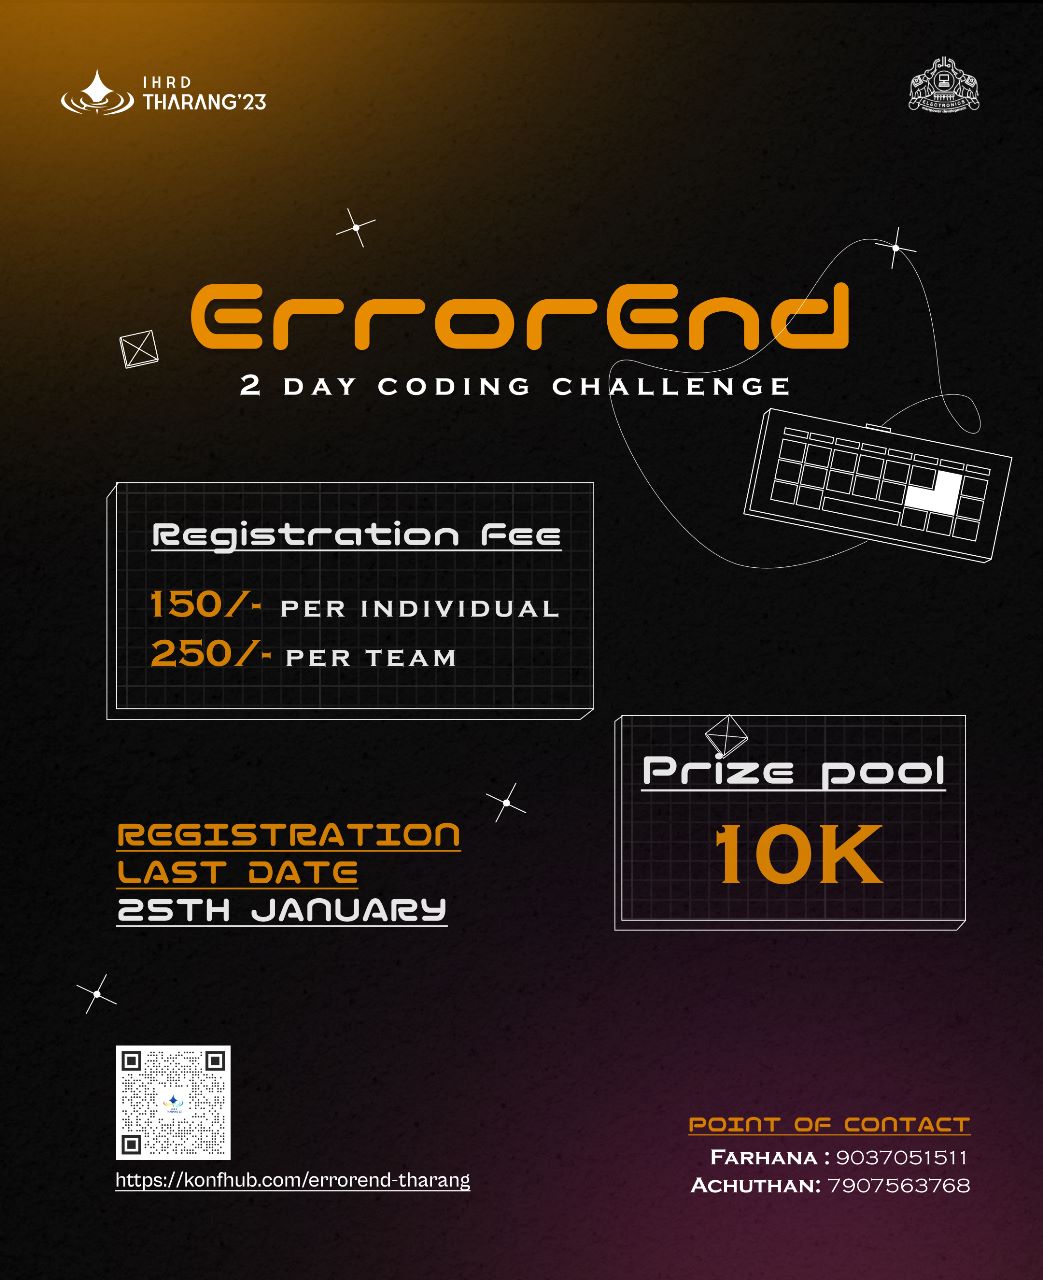 IHRD
THARANG'23
ELECTRONICS
ErrorEnd
2 DAY CODING CHALLENGE
Registration Fee
150/- PER INDIVIDUAL
250/- PER TEAM
Prize pool
10K
REGISTRATION
LAST DATE
25TH JANUARY
https://konfhub.com/errorend-tharang
POINT OF CONTACT
FARHANA : 9037051511
ACHUTHAN: 7907563768